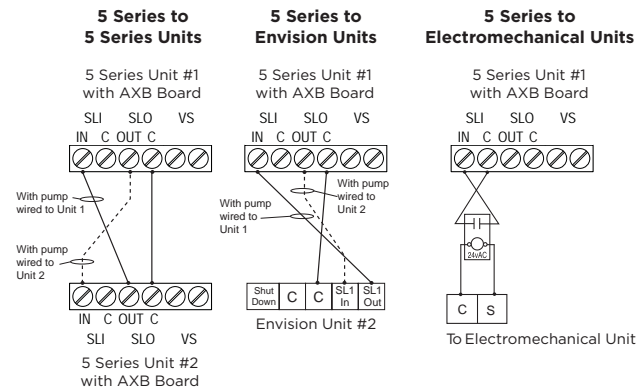 5 Series to
5 Series Units
5 Series Unit #1
with AXB Board
SLI SLO VS
IN C OUT C
With pump
wired to Unit 1
With pump
wired to
Unit 2
IN C OUT C
SLI SLO VS
5 Series Unit #2
with AXB Board
5 Series to
Envision Units
5 Series Unit #1
with AXB Board
SLI SLO VS
IN C OUT C
With pump
wired to
Unit 2
With pump
wired to
Unit 1
Shut
Down
C
C
SL1
In
SL1
Out
Envision Unit #2
5 Series to
Electromechanical Units
5 Series Unit #1
with AXB Board
SLI SLO VS
IN C OUT C
24vAC
C S
To Electromechanical Unit